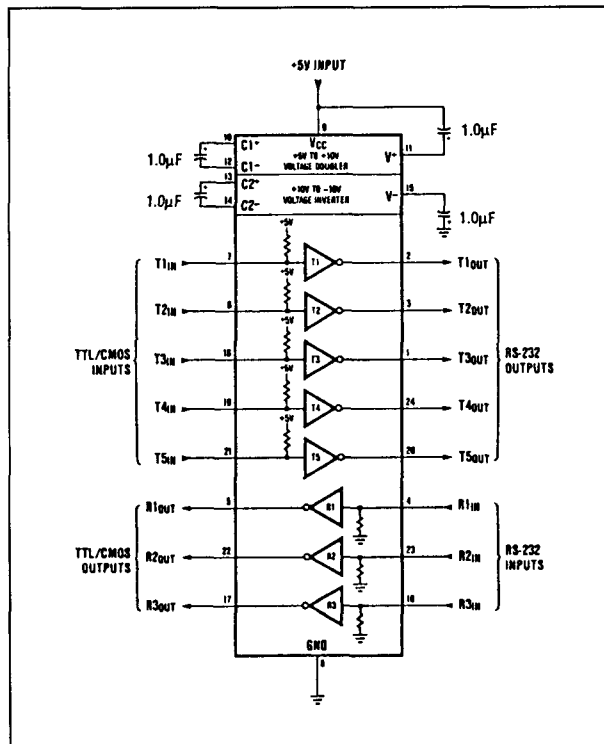 +5V INPUT
1.0µF
9
VCC
+5V TO +10V
VOLTAGE DOUBLER
10
C1+
12
C1−
1.0µF
V+
11
13
C2+
14
C2−
1.0µF
+10V TO −10V
VOLTAGE INVERTER
V−
15
1.0µF
TTL/CMOS
INPUTS
+5V
T1IN
7
T1
2
T1OUT
+5V
T2IN
6
T2
3
T2OUT
+5V
T3IN
18
T3
1
T3OUT
+5V
T4IN
19
T4
24
T4OUT
+5V
T5IN
21
T5
20
T5OUT
RS-232
OUTPUTS
TTL/CMOS
OUTPUTS
R1OUT
5
R1
4
R1IN
R2OUT
22
R2
23
R2IN
R3OUT
17
R3
16
R3IN
RS-232
INPUTS
GND
8